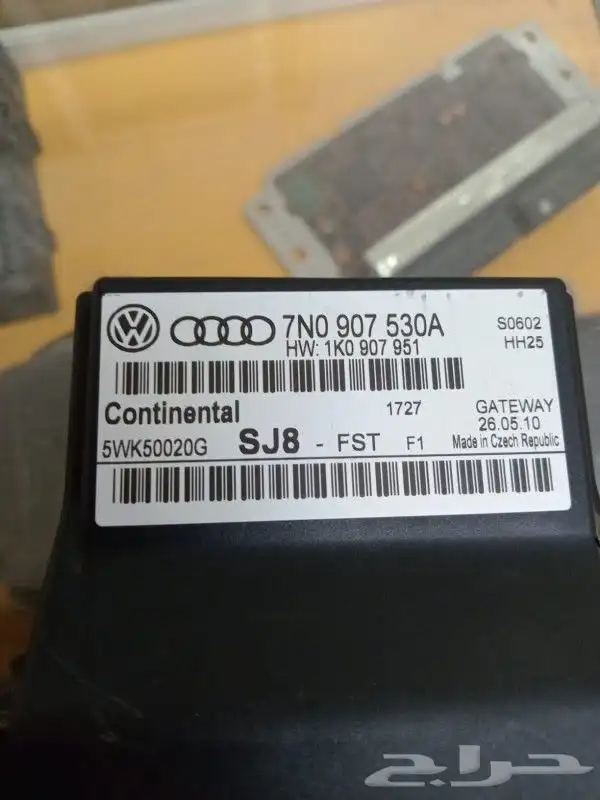 7N0 907 530A
HW: 1K0 907 951
S0602
HH25
Continental
1727
GATEWAY
26.05.10
5WK50020G
SJ8 - FST F1
Made in Czech Republic
حراج